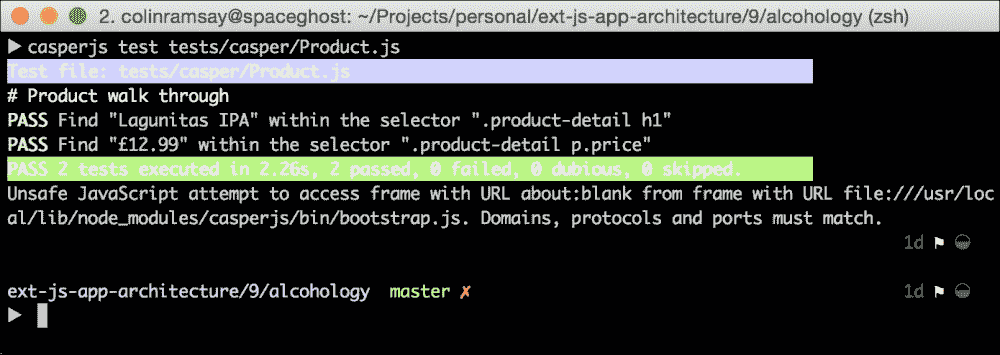 2. colinramsay@spaceghost: ~/Projects/personal/ext-js-app-architecture/9/alcohology (zsh)
▶ casperjs test tests/casper/Product.js
Test file: tests/casper/Product.js
# Product walk through
PASS Find "Lagunitas IPA" within the selector ".product-detail h1"
PASS Find "£12.99" within the selector ".product-detail p.price"
PASS 2 tests executed in 2.26s, 2 passed, 0 failed, 0 dubious, 0 skipped.
Unsafe JavaScript attempt to access frame with URL about:blank from frame with URL file:///usr/loc
al/lib/node_modules/casperjs/bin/bootstrap.js. Domains, protocols and ports must match.
1d ⚑
ext-js-app-architecture/9/alcohology master ✗ 1d ⚑
▶